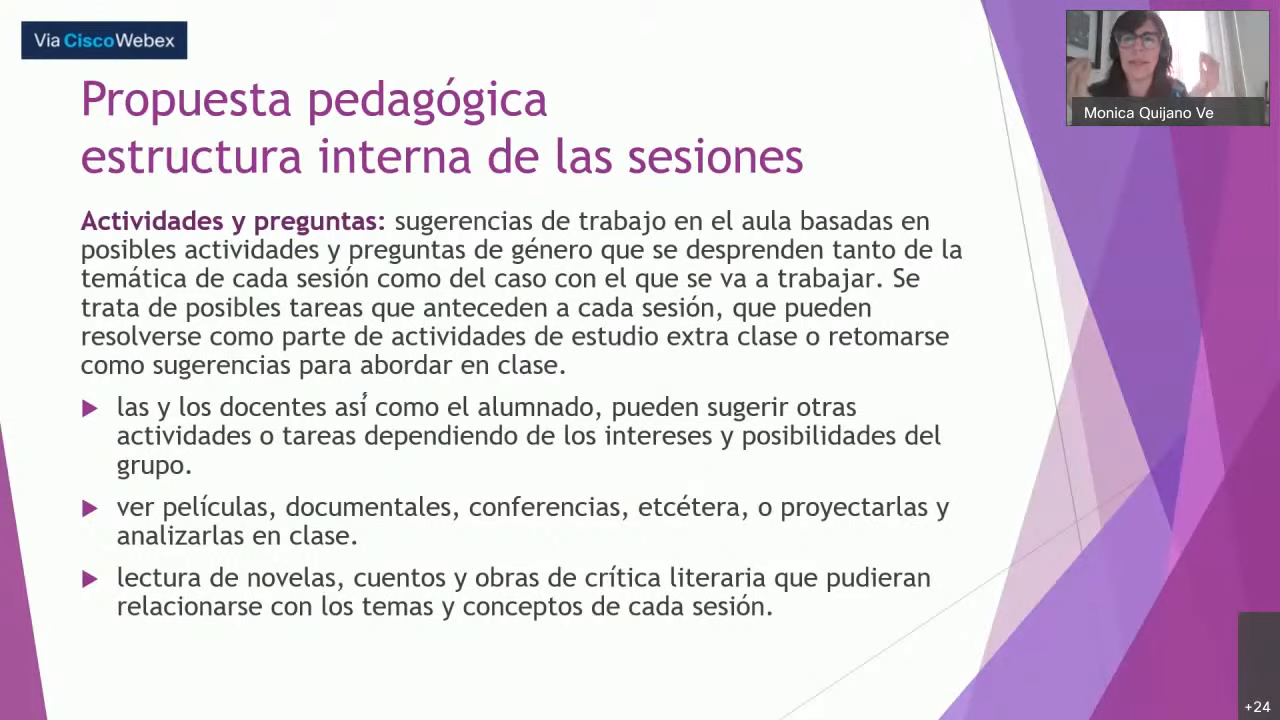 Vía CiscoWebex
Propuesta pedagógica
estructura interna de las sesiones
Monica Quijano Ve
Actividades y preguntas: sugerencias de trabajo en el aula basadas en
posibles actividades y preguntas de género que se desprenden tanto de la
temática de cada sesión como del caso con el que se va a trabajar. Se
trata de posibles tareas que anteceden a cada sesión, que pueden
resolverse como parte de actividades de estudio extra clase o retomarse
como sugerencias para abordar en clase.
las y los docentes así como el alumnado, pueden sugerir otras
actividades o tareas dependiendo de los intereses y posibilidades del
grupo.
ver películas, documentales, conferencias, etcétera, o proyectarlas y
analizarlas en clase.
lectura de novelas, cuentos y obras de crítica literaria que pudieran
relacionarse con los temas y conceptos de cada sesión.
+24